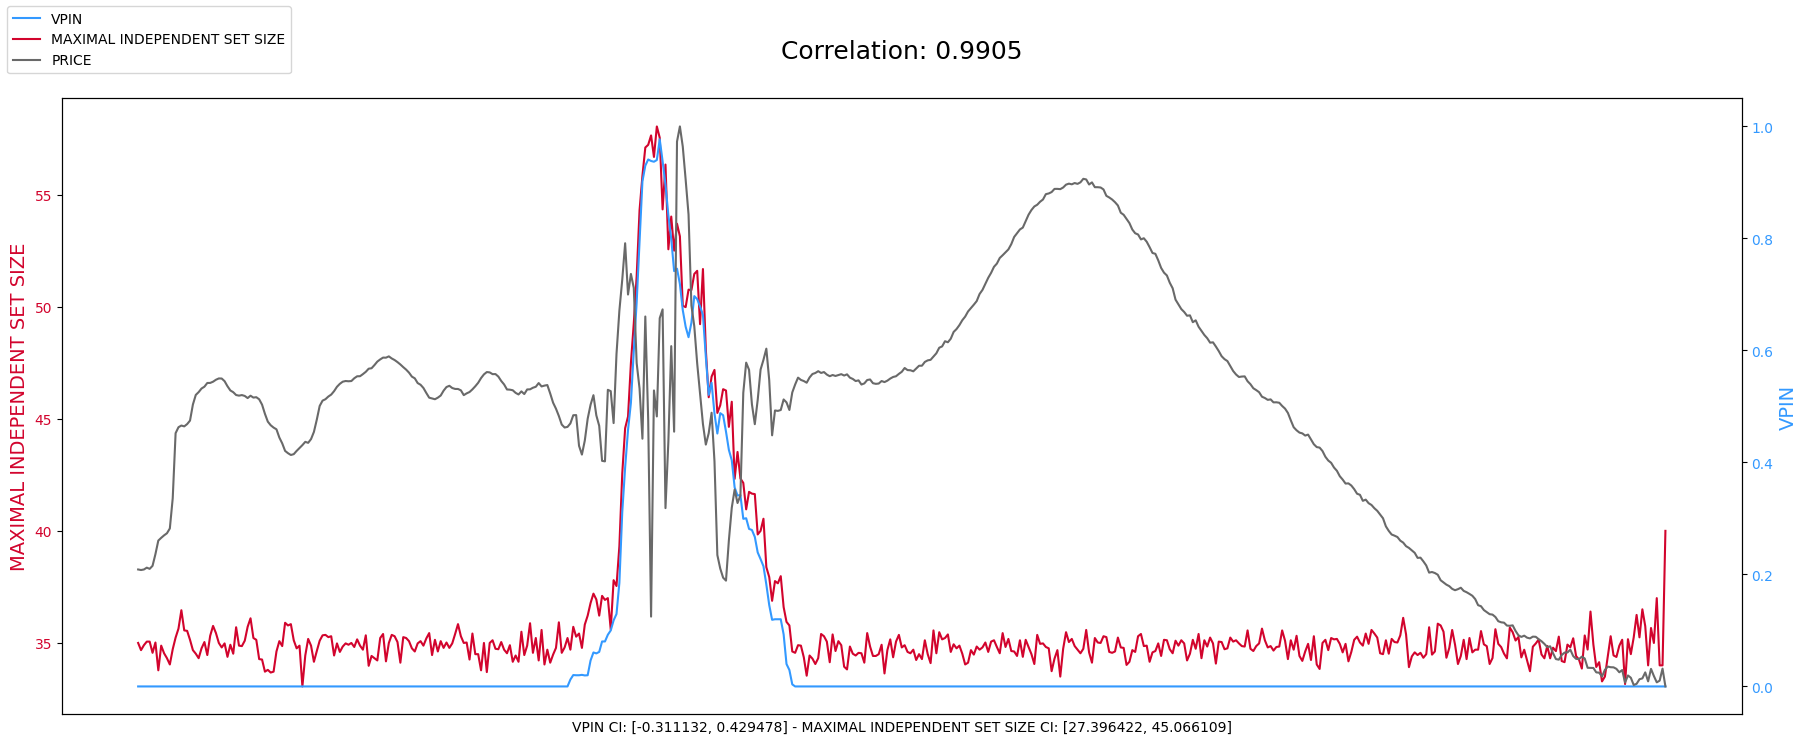 VPIN
MAXIMAL INDEPENDENT SET SIZE
PRICE
Correlation: 0.9905
MAXIMAL INDEPENDENT SET SIZE
55
50
45
40
35
1.0
0.8
0.6
0.4
0.2
0.0
VPIN
VPIN CI: [-0.311132, 0.429478] - MAXIMAL INDEPENDENT SET SIZE CI: [27.396422, 45.066109]